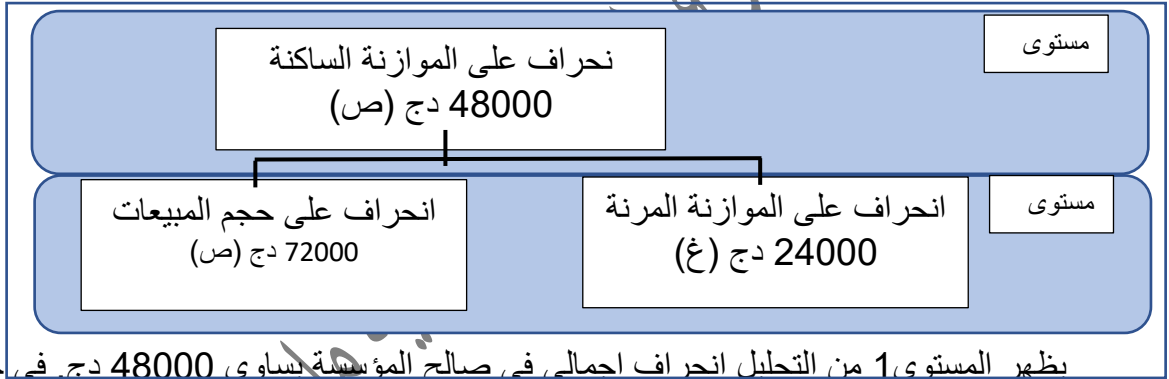 مستوى
نحراف على الموازنة الساكنة
48000 دج (ص)
مستوى
انحراف على الموازنة المرنة
24000 دج (غ)
انحراف على حجم المبيعات
72000 دج (ص)
يظهر المستوى1 من التحليل انحراف اجمالي في صالح المؤسسة يساوي 48000 دج. في